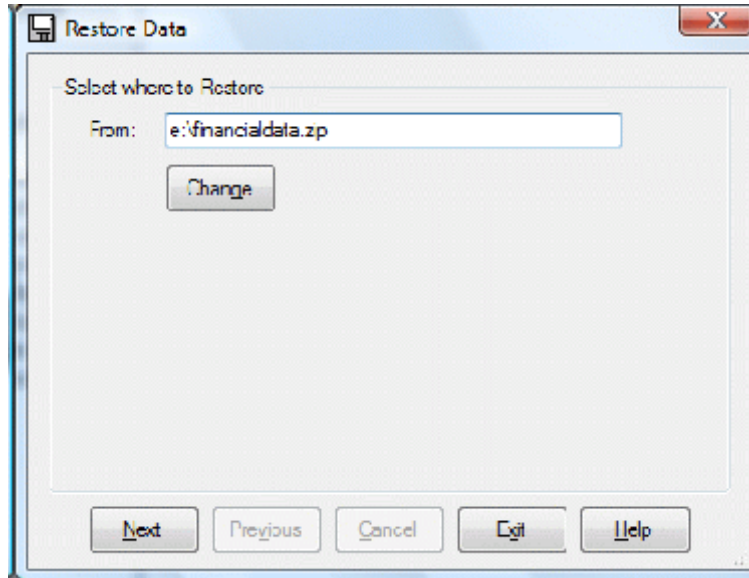 Restore Data
Select where to Restore
From: e:\financialdata.zip
Change
Next Previous Cancel Exit Help